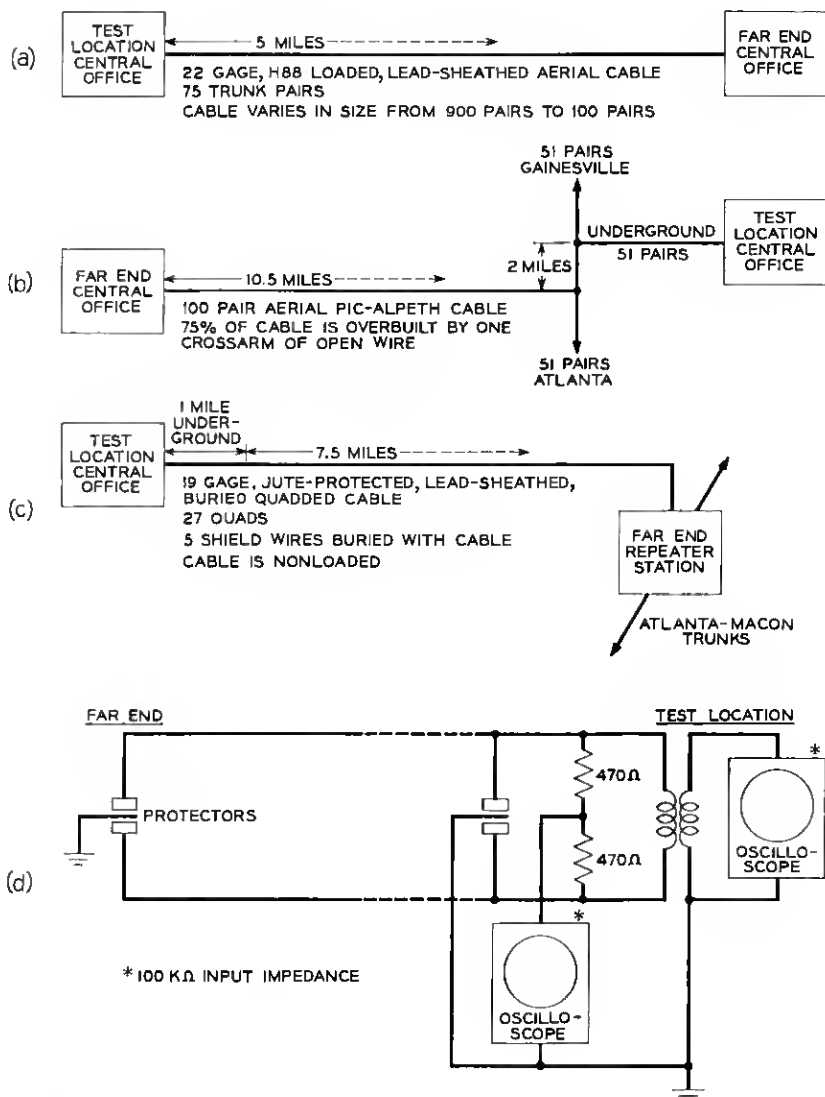 (a)
TEST
LOCATION
CENTRAL
OFFICE
5 MILES
22 GAGE, H88 LOADED, LEAD-SHEATHED AERIAL CABLE
75 TRUNK PAIRS
CABLE VARIES IN SIZE FROM 900 PAIRS TO 100 PAIRS
FAR END
CENTRAL
OFFICE
(b)
FAR END
CENTRAL
OFFICE
10.5 MILES
100 PAIR AERIAL PIC-ALPETH CABLE
75% OF CABLE IS OVERBUILT BY ONE
CROSSARM OF OPEN WIRE
51 PAIRS
GAINESVILLE
2 MILES
UNDERGROUND
51 PAIRS
TEST
LOCATION
CENTRAL
OFFICE
51 PAIRS
ATLANTA
(c)
1 MILE
UNDER-
GROUND
TEST
LOCATION
CENTRAL
OFFICE
7.5 MILES
19 GAGE, JUTE-PROTECTED, LEAD-SHEATHED,
BURIED QUADDED CABLE
27 QUADS
5 SHIELD WIRES BURIED WITH CABLE
CABLE IS NONLOADED
FAR END
REPEATER
STATION
ATLANTA-MACON
TRUNKS
(d)
FAR END
TEST LOCATION
PROTECTORS
470Ω
470Ω
*
OSCILLO-
SCOPE
*
OSCILLO-
SCOPE
* 100 KΩ INPUT IMPEDANCE